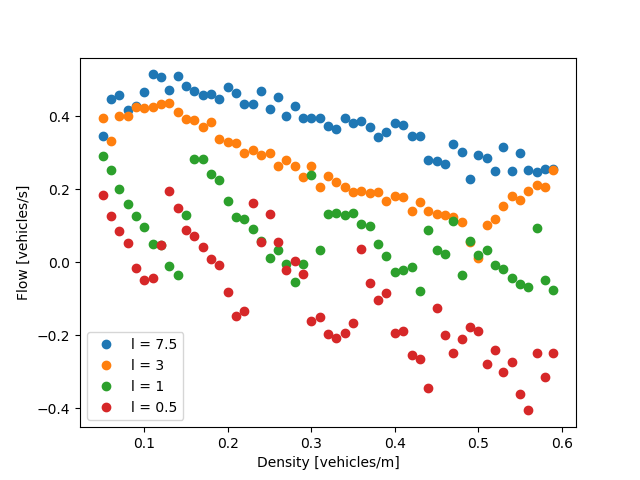 0.4
0.2
0.0
−0.2
−0.4
Flow [vehicles/s]
l = 7.5
l = 3
l = 1
l = 0.5
0.1 0.2 0.3 0.4 0.5 0.6
Density [vehicles/m]